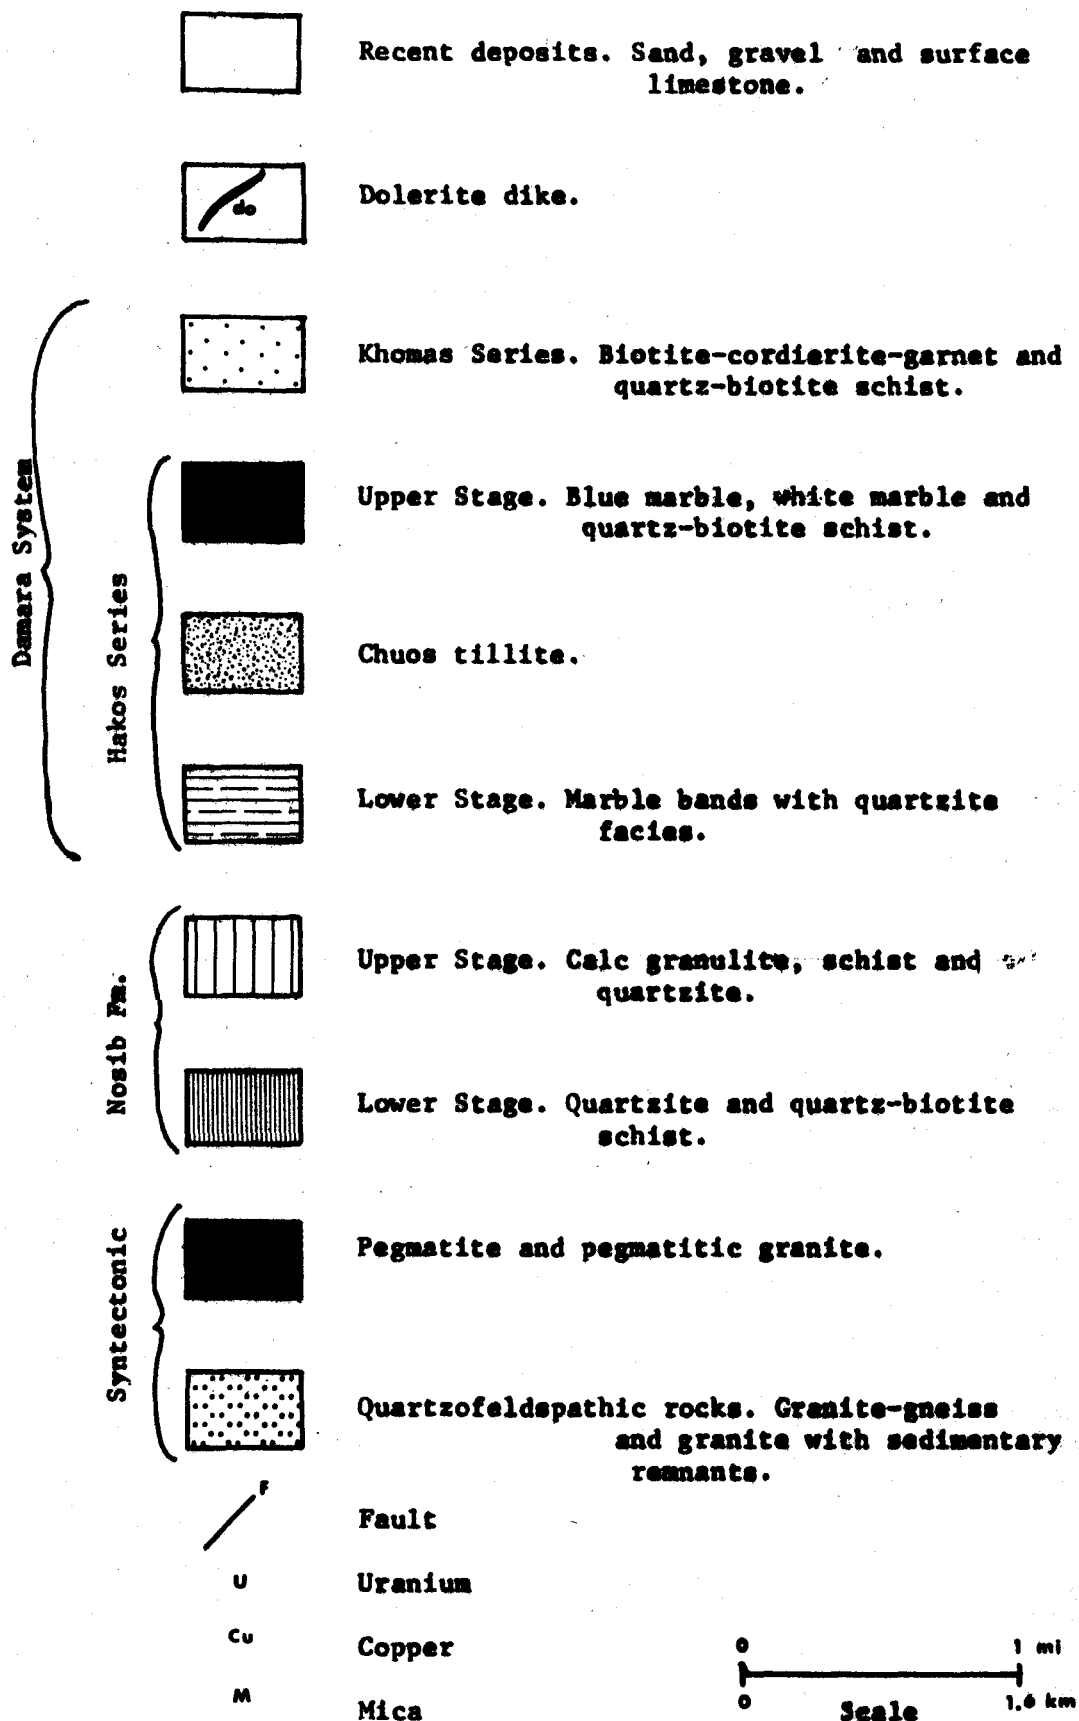 Recent deposits. Sand, gravel and surface
limestone.
do
Dolerite dike.
Damara System
Khomas Series. Biotite-cordierite-garnet and
quartz-biotite schist.
Hakos Series
Upper Stage. Blue marble, white marble and
quartz-biotite schist.
Chuos tillite.
Lower Stage. Marble bands with quartzite
facies.
Nosib Fm.
Upper Stage. Calc granulite, schist and
quartzite.
Lower Stage. Quartzite and quartz-biotite
schist.
Syntectonic
Pegmatite and pegmatitic granite.
Quartzofeldspathic rocks. Granite-gneiss
and granite with sedimentary
remnants.
F
Fault
U Uranium
Cu Copper
M Mica
0 1 mi
0 1.6 km
Scale